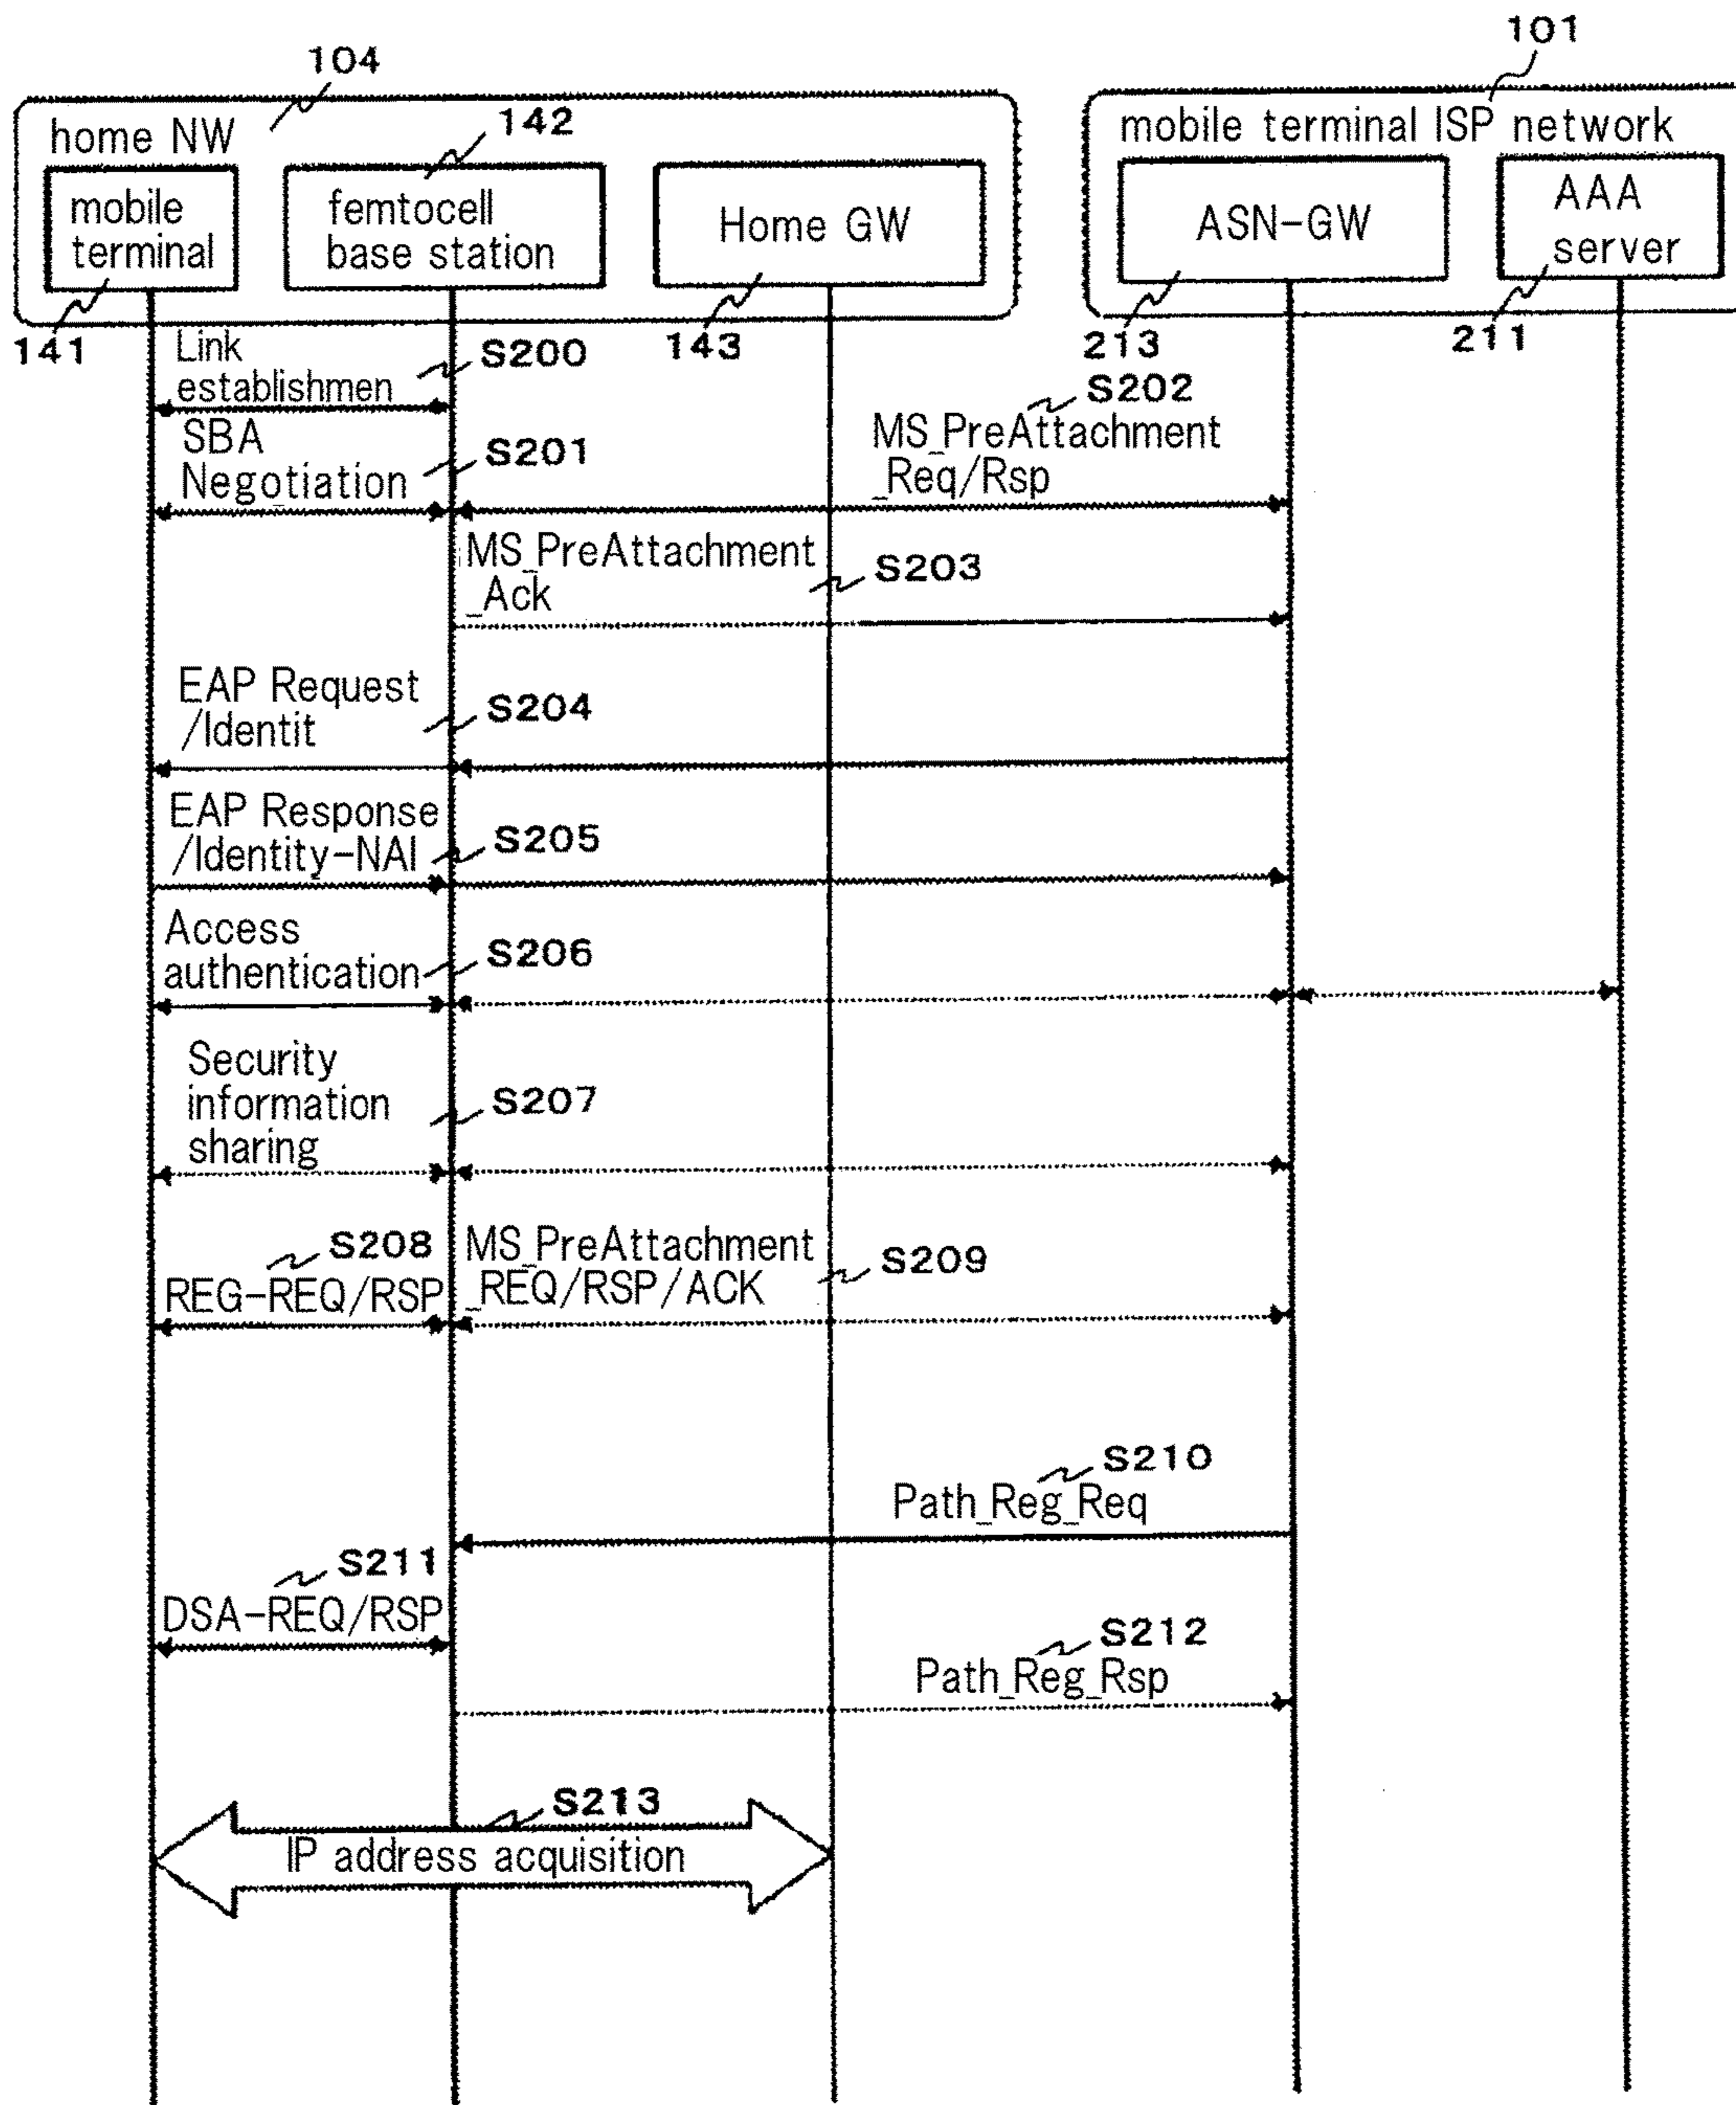 104
101
home NW
142
mobile terminal ISP network
mobile
terminal
femtocell
base station
Home GW
ASN-GW
AAA
server
141
143
213
211
Link
establishmen
S200
S202
SBA
Negotiation
S201
MS_PreAttachment
_Req/Rsp
MS_PreAttachment
_Ack
S203
EAP Request
/Identit
S204
EAP Response
/Identity-NAI
S205
Access
authentication
S206
Security
information
sharing
S207
S208
REG-REQ/RSP
MS_PreAttachment
_REQ/RSP/ACK
S209
S210
Path_Reg_Req
S211
DSA-REQ/RSP
S212
Path_Reg_Rsp
S213
IP address acquisition